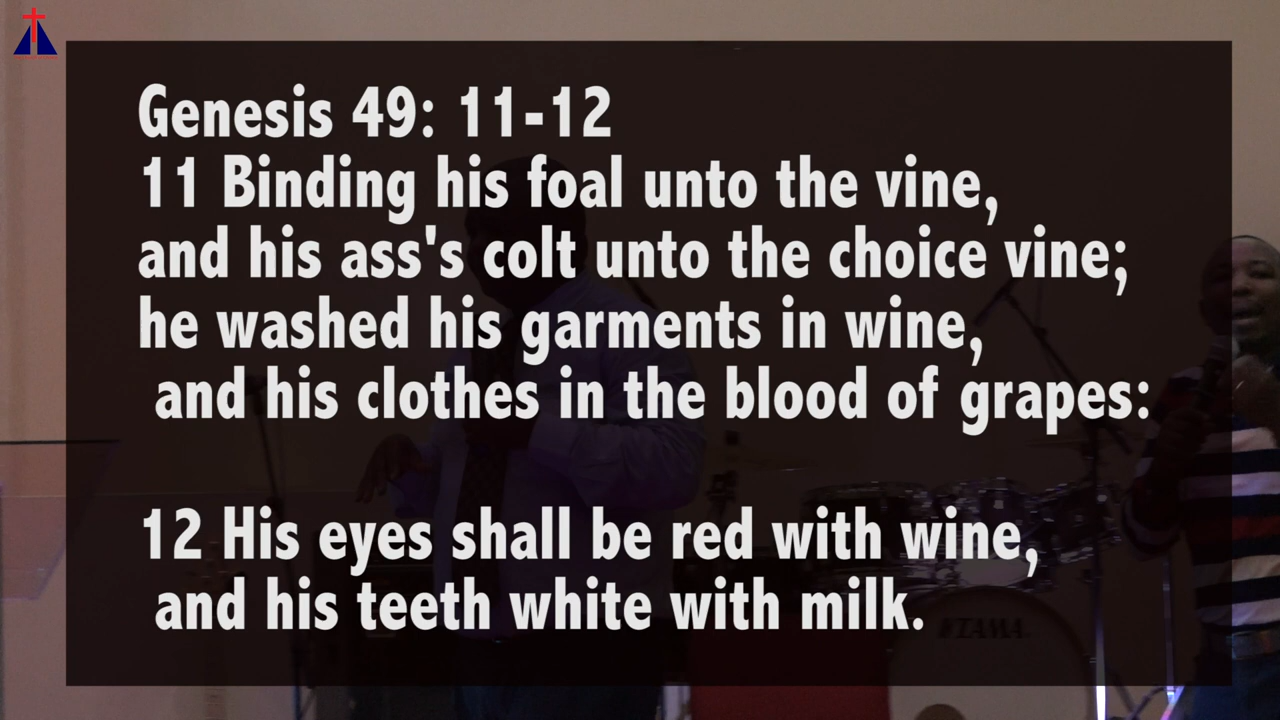 Genesis 49: 11-12
11 Binding his foal unto the vine,
and his ass's colt unto the choice vine;
he washed his garments in wine,
and his clothes in the blood of grapes:
12 His eyes shall be red with wine,
and his teeth white with milk.
TAMA